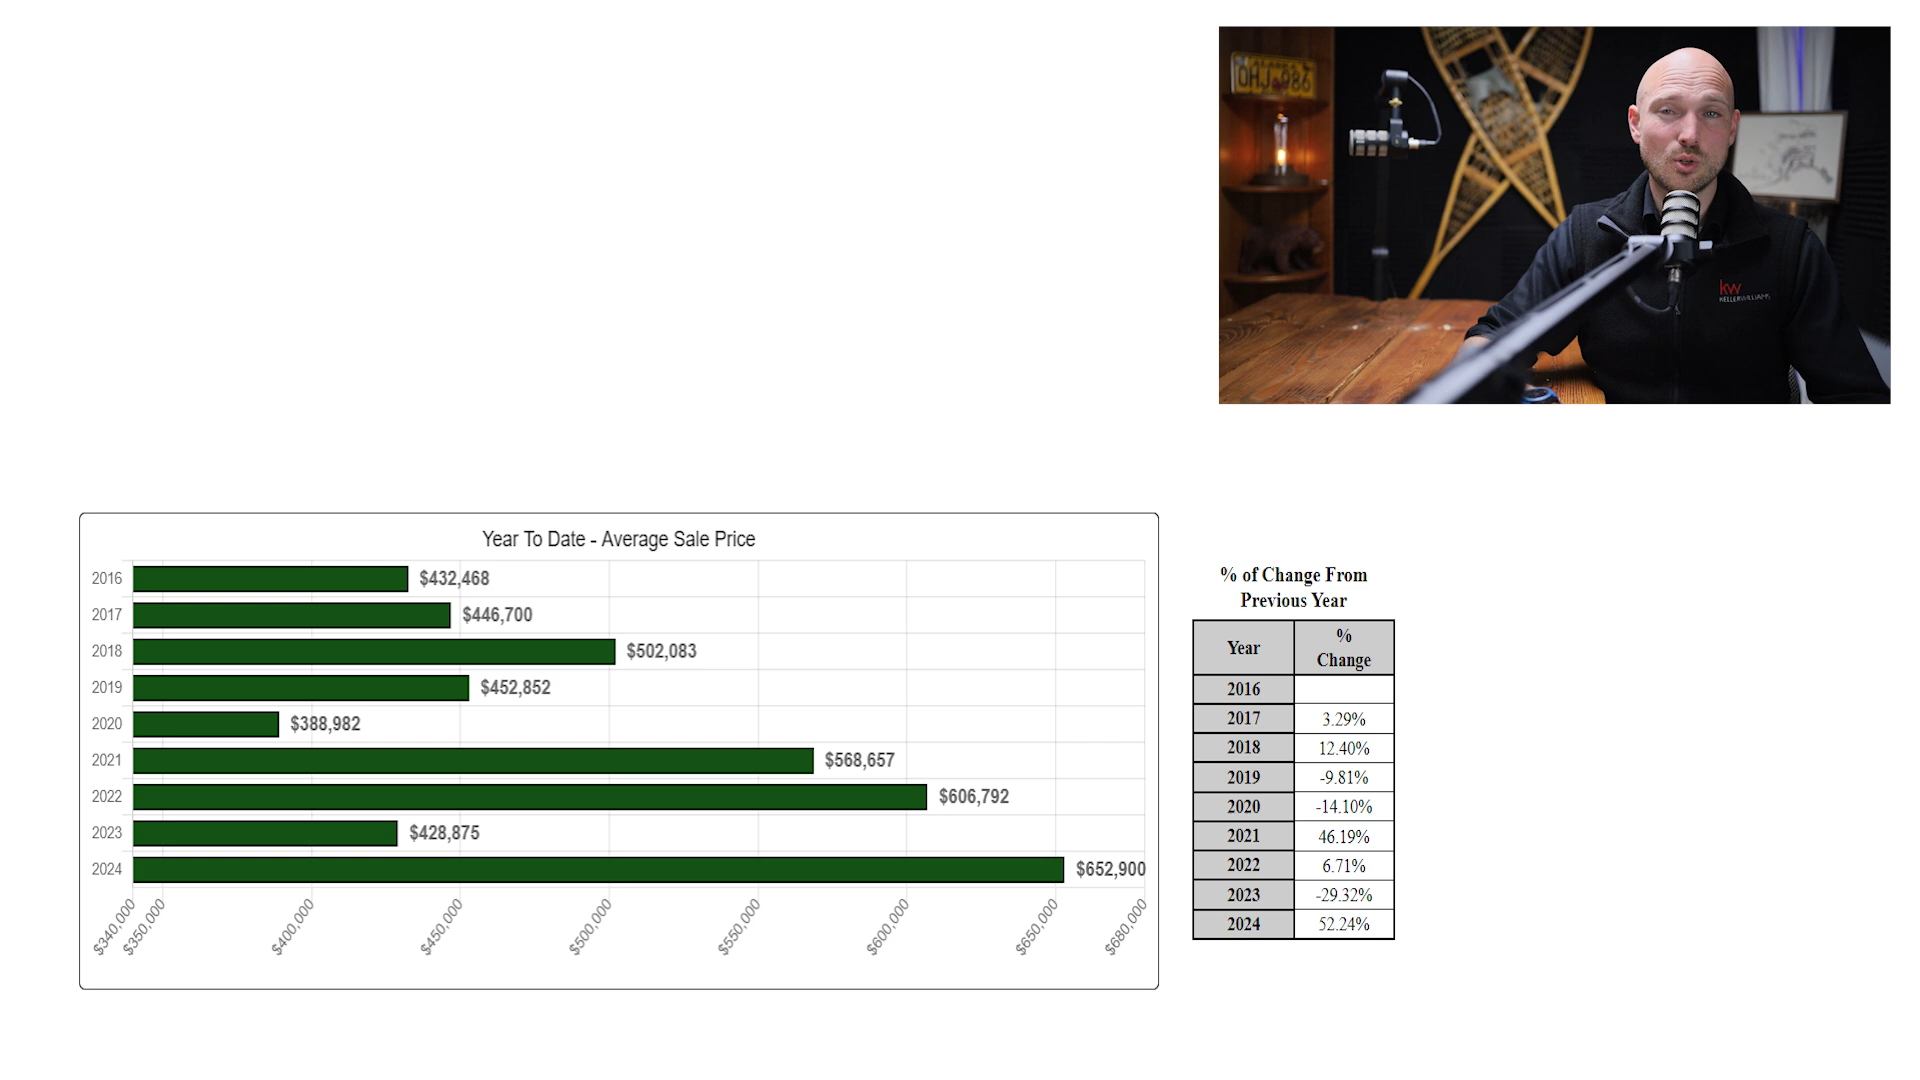 ALASKA
OHJ 986
kw
KELLERWILLIAMS
Year To Date - Average Sale Price
2016 $432,468
2017 $446,700
2018 $502,083
2019 $452,852
2020 $388,982
2021 $568,657
2022 $606,792
2023 $428,875
2024 $652,900
$340,000 $350,000 $400,000 $450,000 $500,000 $550,000 $600,000 $650,000 $680,000
% of Change From
Previous Year
Year % Change
2016
2017 3.29%
2018 12.40%
2019 -9.81%
2020 -14.10%
2021 46.19%
2022 6.71%
2023 -29.32%
2024 52.24%